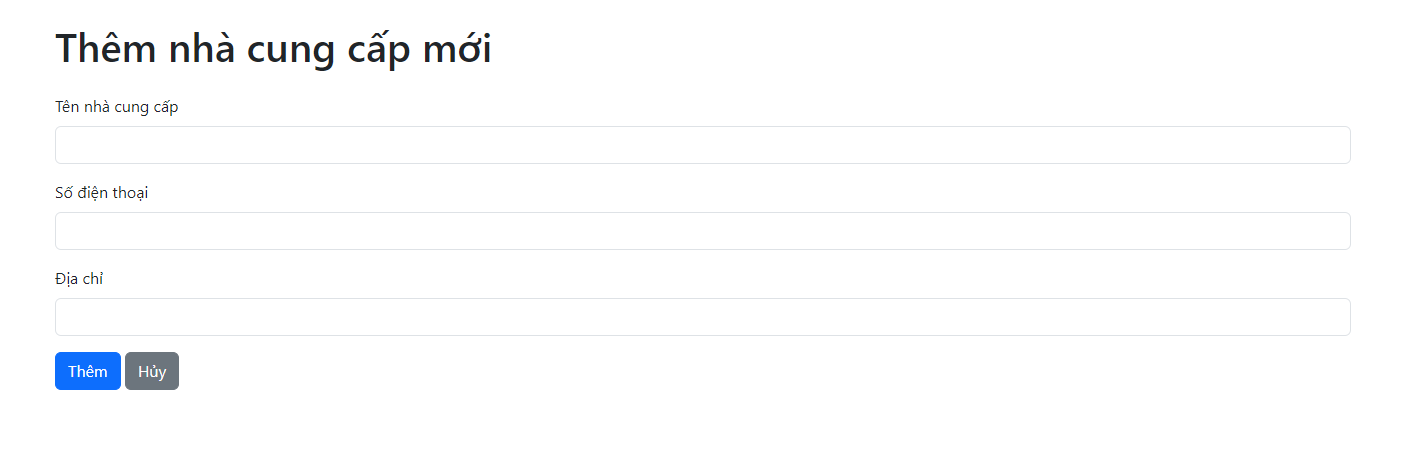 Thêm nhà cung cấp mới
Tên nhà cung cấp
Số điện thoại
Địa chỉ
Thêm Hủy